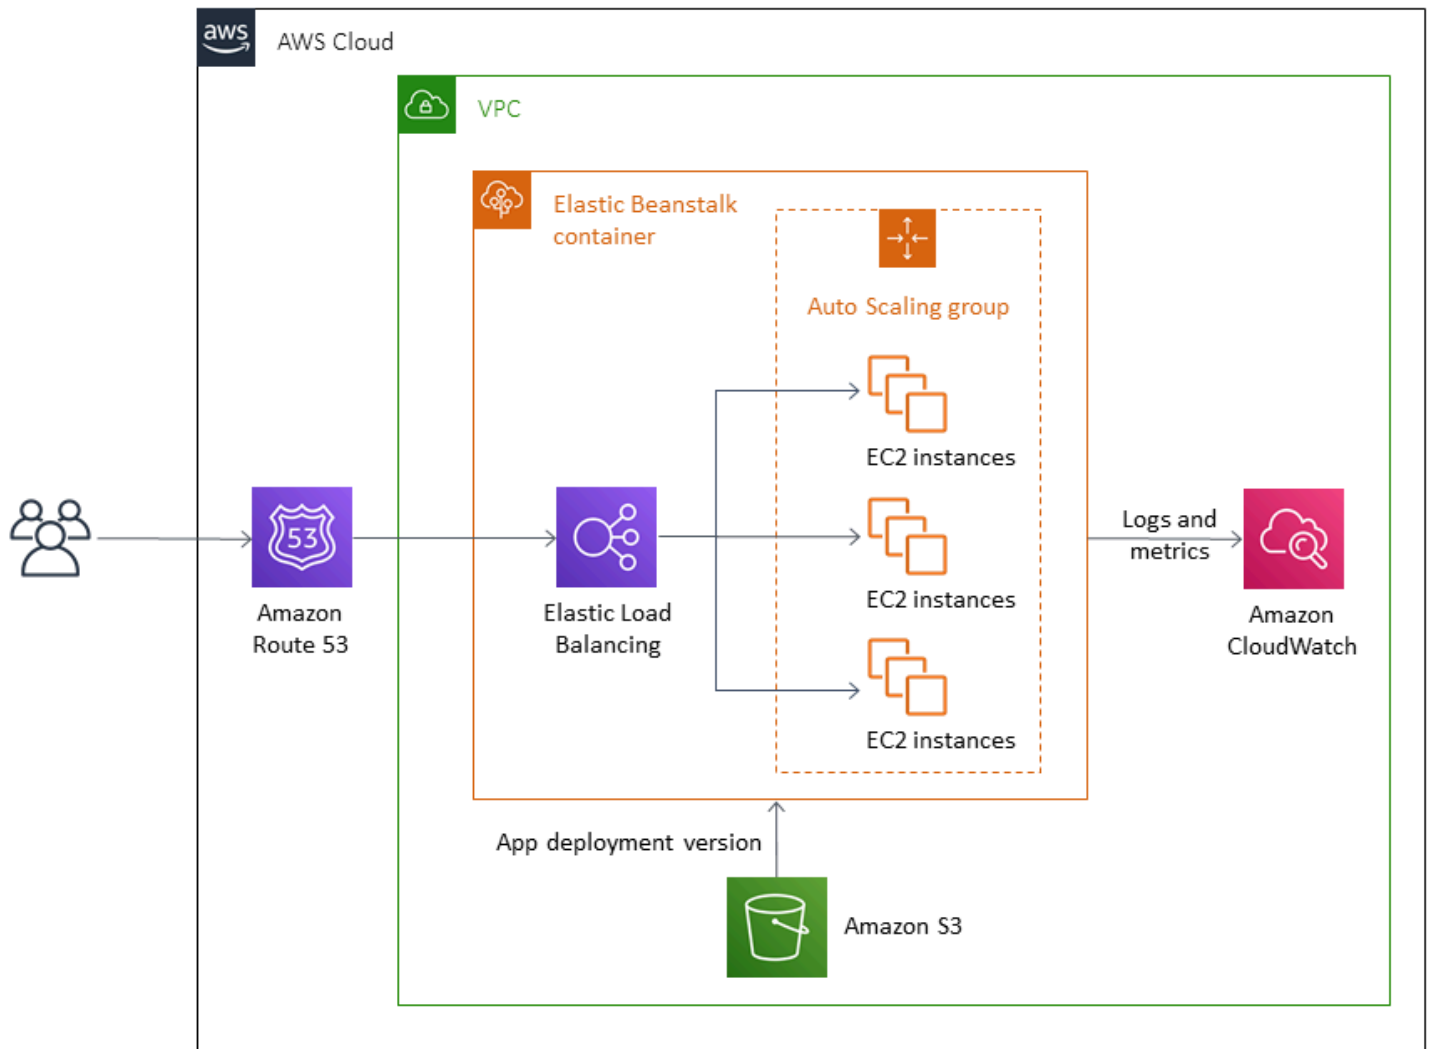 aws
AWS Cloud
VPC
Elastic Beanstalk
container
Auto Scaling group
EC2 instances
EC2 instances
EC2 instances
53
Amazon
Route 53
Elastic Load
Balancing
Logs and
metrics
Amazon
CloudWatch
App deployment version
Amazon S3